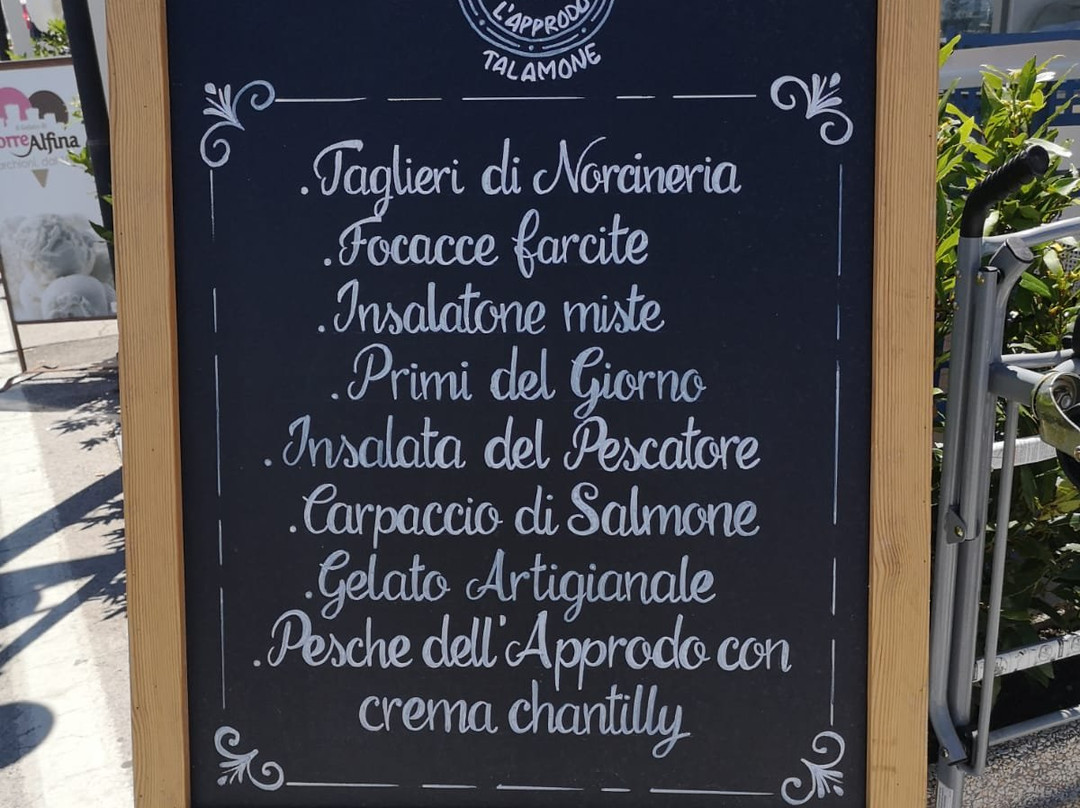 L'APPRODO
TALAMONE
.Taglieri di Norcineria
.Focacce farcite
.Insalatone miste
.Primi del Giorno
.Insalata del Pescatore
.Carpaccio di Salmone
.Gelato Artigianale
.Pesche dell'Approdo con
crema chantilly
orreAlfina